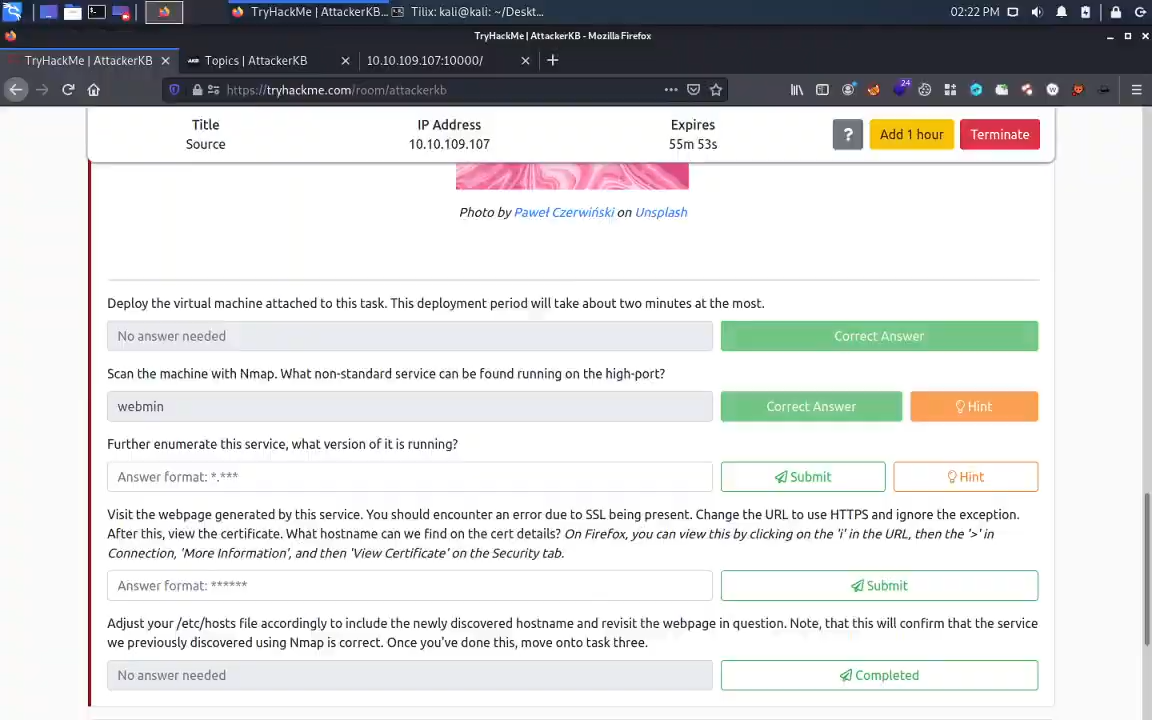 TryHackMe | AttackerKB...
Tilix: kali@kali: ~/Deskt...
02:22 PM
TryHackMe | AttackerKB - Mozilla Firefox
TryHackMe | AttackerKB
AKB
Topics | AttackerKB
10.10.109.107:10000/
https://tryhackme.com/room/attackerkb
24
Title
IP Address
Expires
Source
10.10.109.107
55m 53s
?
Add 1 hour
Terminate
Photo by Paweł Czerwiński on Unsplash
Deploy the virtual machine attached to this task. This deployment period will take about two minutes at the most.
No answer needed
Correct Answer
Scan the machine with Nmap. What non-standard service can be found running on the high-port?
webmin
Correct Answer
Hint
Further enumerate this service, what version of it is running?
Answer format: *.***
Submit
Hint
Visit the webpage generated by this service. You should encounter an error due to SSL being present. Change the URL to use HTTPS and ignore the exception.
After this, view the certificate. What hostname can we find on the cert details? On Firefox, you can view this by clicking on the 'i' in the URL, then the '>' in
Connection, 'More Information', and then 'View Certificate' on the Security tab.
Answer format: ******
Submit
Adjust your /etc/hosts file accordingly to include the newly discovered hostname and revisit the webpage in question. Note, that this will confirm that the service
we previously discovered using Nmap is correct. Once you've done this, move onto task three.
No answer needed
Completed